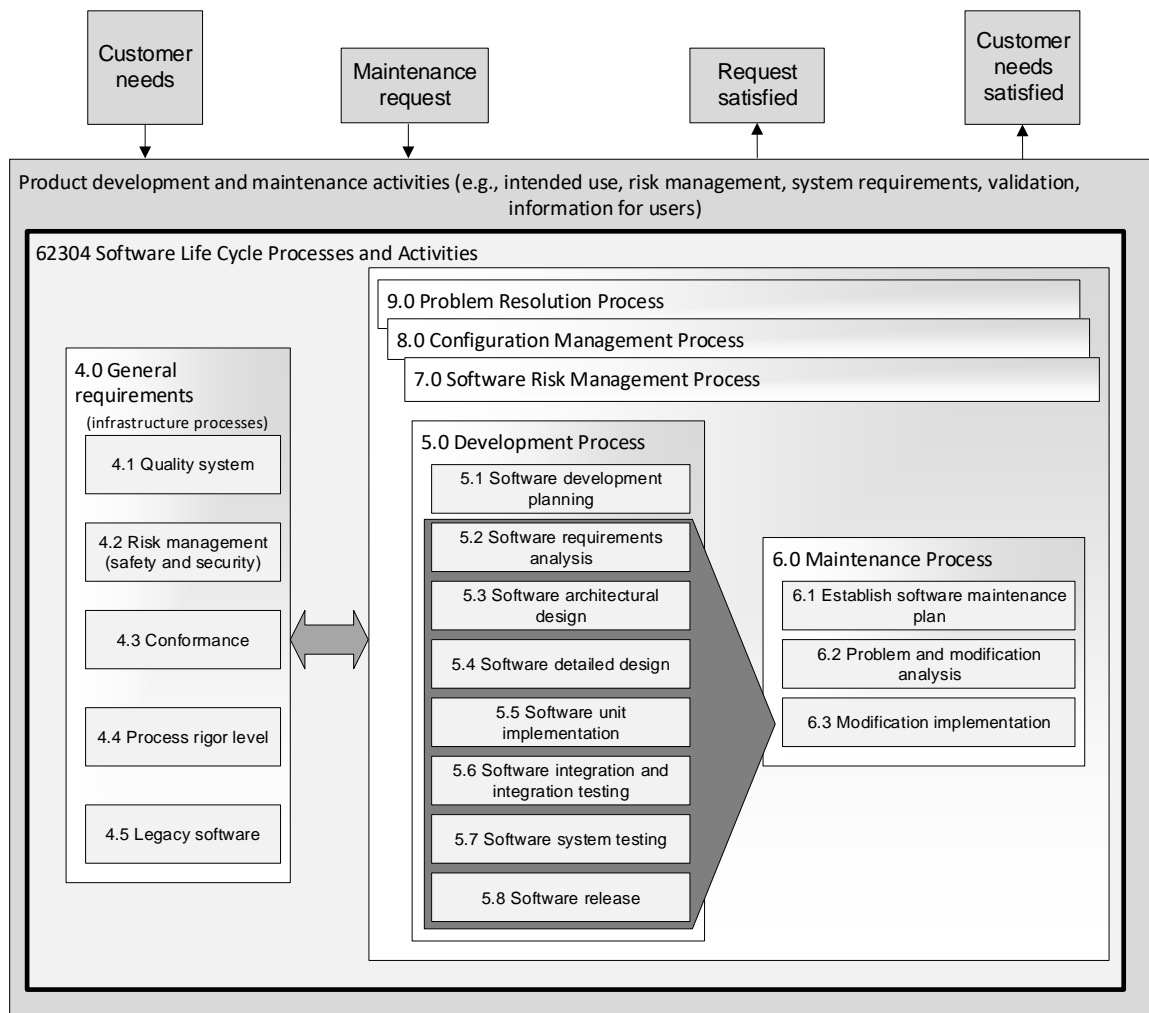 Customer
needs
Maintenance
request
Request
satisfied
Customer
needs
satisfied
Product development and maintenance activities (e.g., intended use, risk management, system requirements, validation,
information for users)
62304 Software Life Cycle Processes and Activities
9.0 Problem Resolution Process
8.0 Configuration Management Process
7.0 Software Risk Management Process
4.0 General
requirements
(infrastructure processes)
4.1 Quality system
4.2 Risk management
(safety and security)
4.3 Conformance
4.4 Process rigor level
4.5 Legacy software
5.0 Development Process
5.1 Software development
planning
5.2 Software requirements
analysis
5.3 Software architectural
design
5.4 Software detailed design
5.5 Software unit
implementation
5.6 Software integration and
integration testing
5.7 Software system testing
5.8 Software release
6.0 Maintenance Process
6.1 Establish software maintenance
plan
6.2 Problem and modification
analysis
6.3 Modification implementation